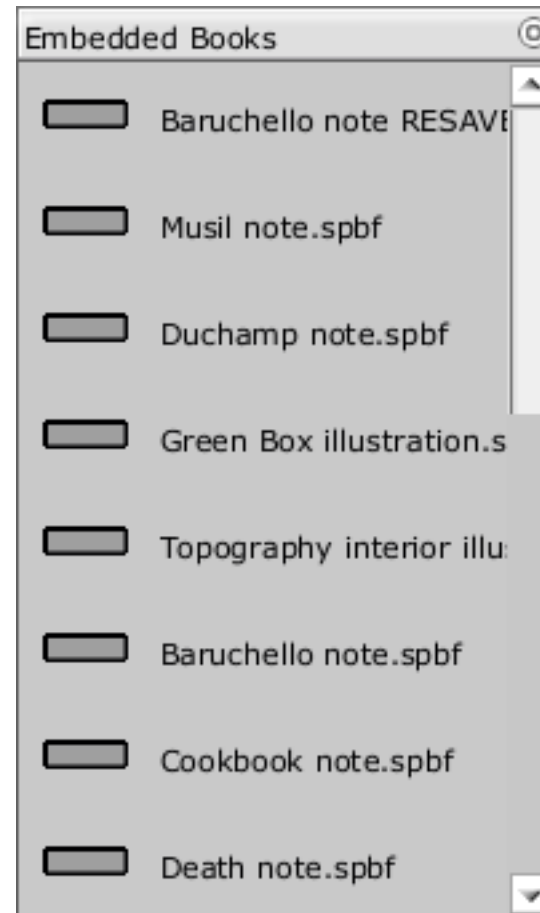 Embedded Books
Baruchello note RESAVE
Musil note.spbf
Duchamp note.spbf
Green Box illustration.s
Topography interior illu
Baruchello note.spbf
Cookbook note.spbf
Death note.spbf